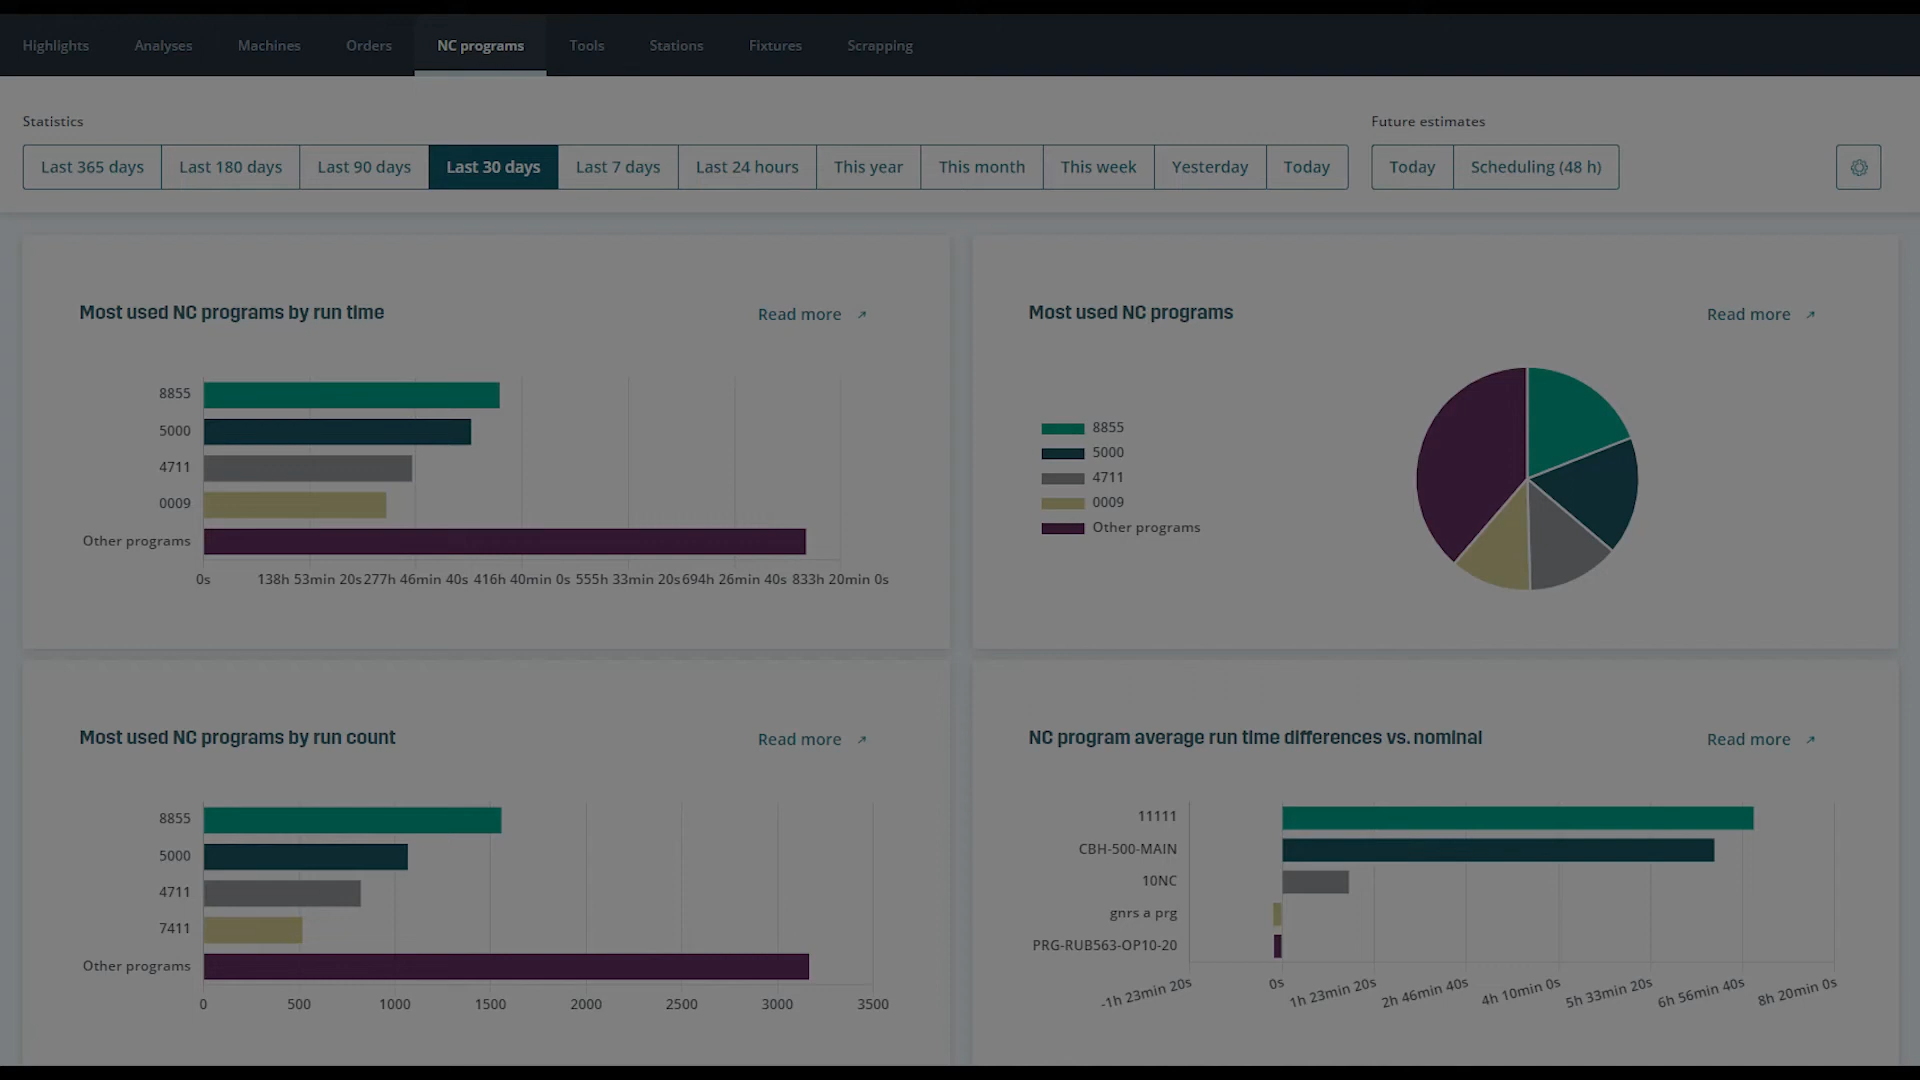 Highlights Analyses Machines Orders NC programs Tools Stations Fixtures Scrapping
Statistics Future estimates
Last 365 days Last 180 days Last 90 days Last 30 days Last 7 days Last 24 hours This year This month This week Yesterday Today Today Scheduling (48 h)
Most used NC programs by run time Read more
8855
5000
4711
0009
Other programs
0s 138h 53min 20s 277h 46min 40s 416h 40min 0s 555h 33min 20s 694h 26min 40s 833h 20min 0s
Most used NC programs Read more
8855
5000
4711
0009
Other programs
Most used NC programs by run count Read more
8855
5000
4711
7411
Other programs
0 500 1000 1500 2000 2500 3000 3500
NC program average run time differences vs. nominal Read more
11111
CBH-500-MAIN
10NC
gnrs a prg
PRG-RUB563-OP10-20
-1h 23min 20s 0s 1h 23min 20s 2h 46min 40s 4h 10min 0s 5h 33min 20s 6h 56min 40s 8h 20min 0s